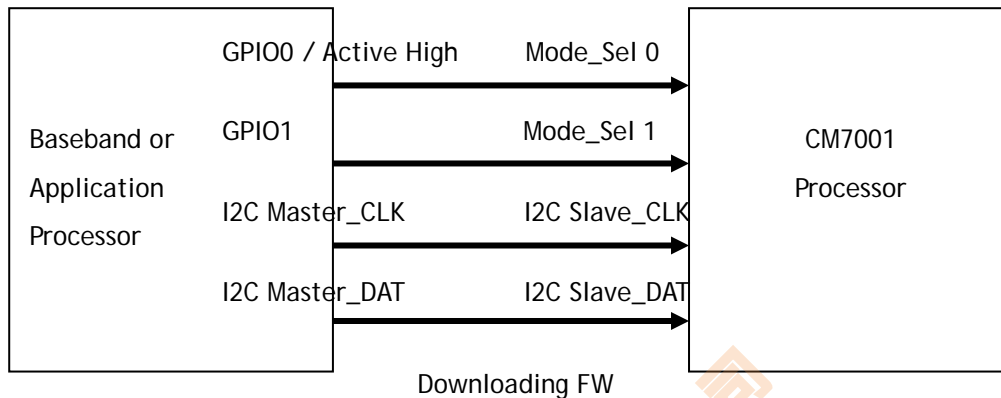 GPIO0 / Active High
Mode_Sel 0
Baseband or
Application
Processor
GPIO1
Mode_Sel 1
CM7001
Processor
I2C Master_CLK
I2C Slave_CLK
I2C Master_DAT
I2C Slave_DAT
Downloading FW